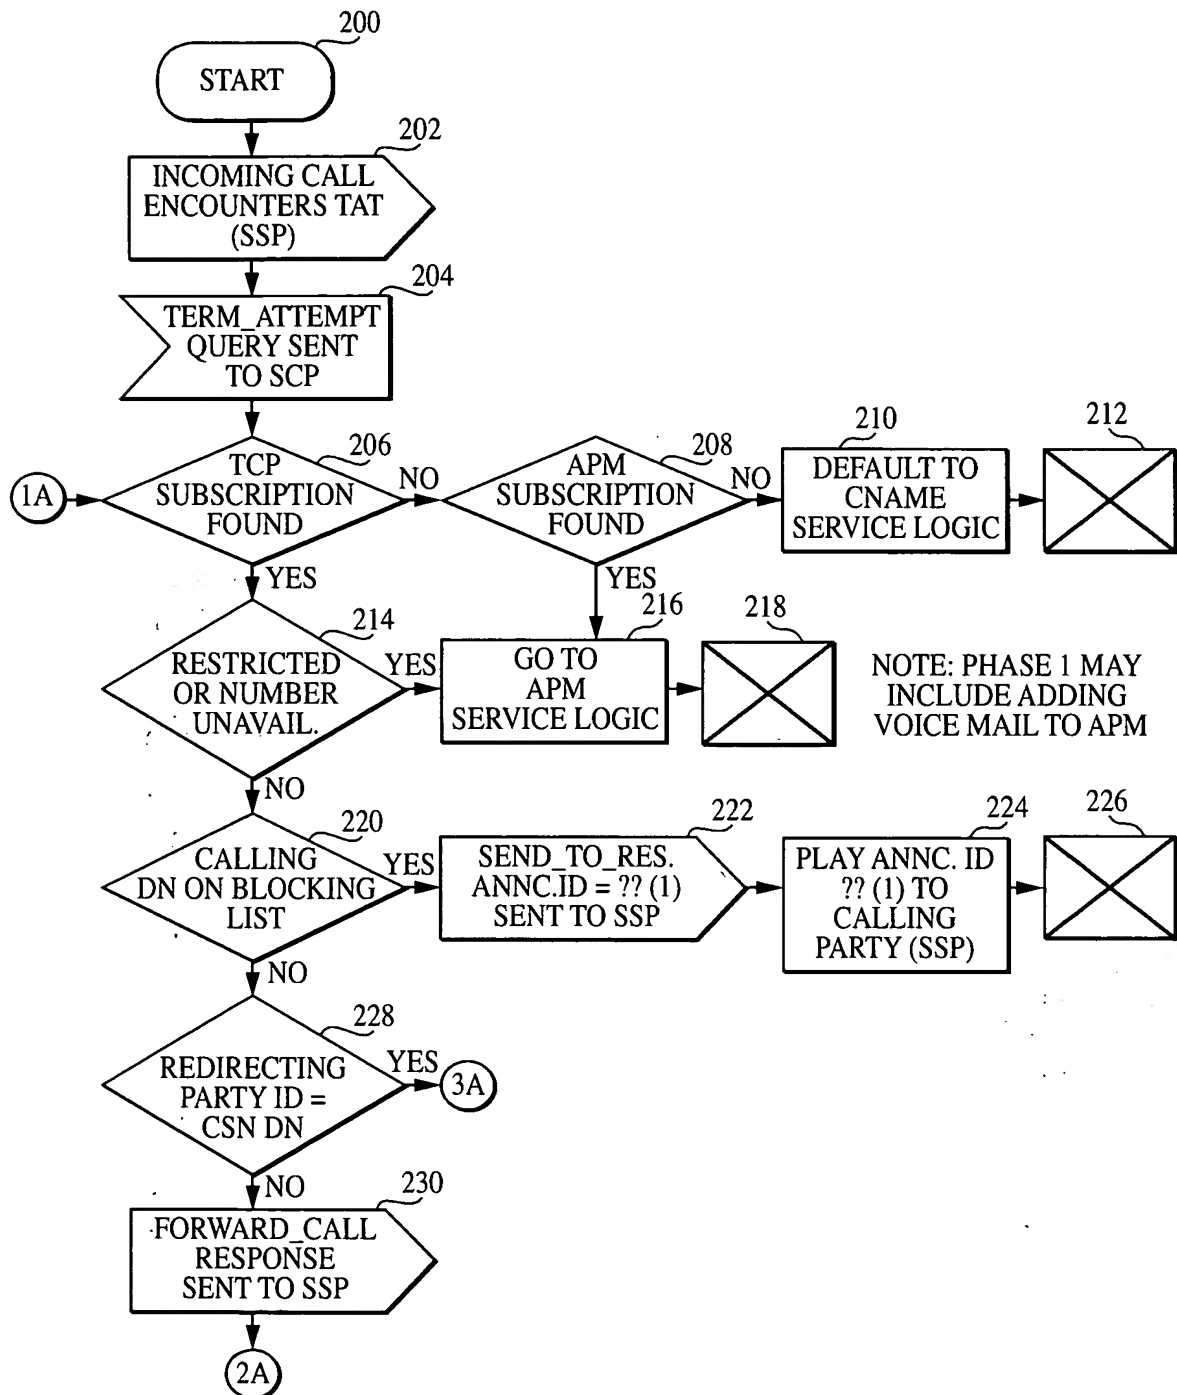 200
START
202
INCOMING CALL
ENCOUNTERS TAT
(SSP)
204
TERM_ATTEMPT
QUERY SENT
TO SCP
1A
206
TCP
SUBSCRIPTION
FOUND
NO
208
APM
SUBSCRIPTION
FOUND
NO
210
DEFAULT TO
CNAME
SERVICE LOGIC
212
YES
YES
214
RESTRICTED
OR NUMBER
UNAVAIL.
YES
216
GO TO
APM
SERVICE LOGIC
218
NOTE: PHASE 1 MAY
INCLUDE ADDING
VOICE MAIL TO APM
NO
220
CALLING
DN ON BLOCKING
LIST
YES
222
SEND_TO_RES.
ANNC.ID = ?? (1)
SENT TO SSP
224
PLAY ANNC. ID
?? (1) TO
CALLING
PARTY (SSP)
226
NO
228
REDIRECTING
PARTY ID =
CSN DN
YES
3A
NO
230
FORWARD_CALL
RESPONSE
SENT TO SSP
2A